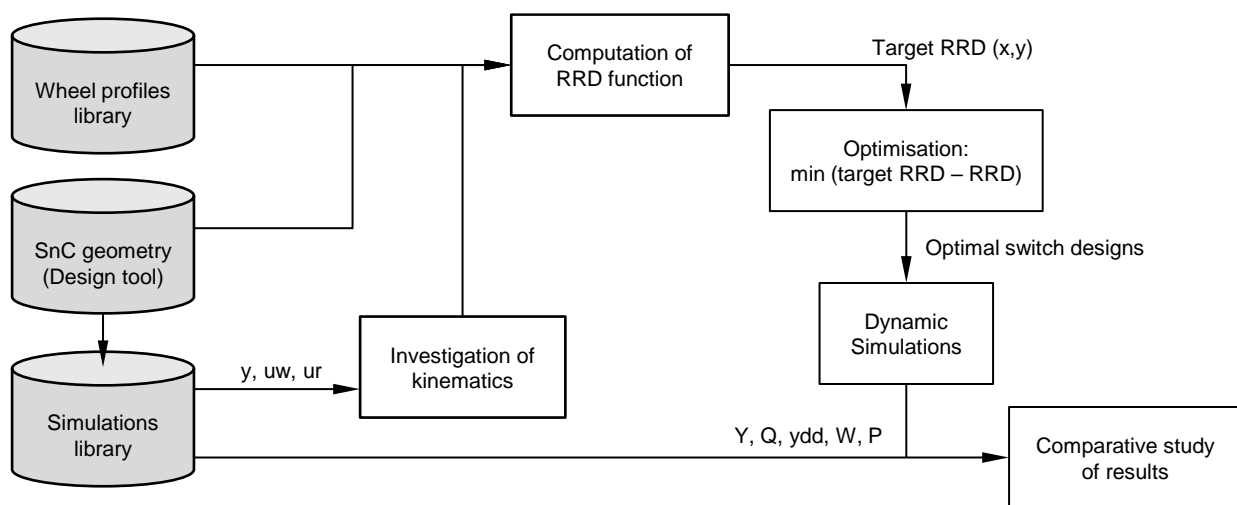 Wheel profiles
library
SnC geometry
(Design tool)
Simulations
library
y, uw, ur
Investigation of
kinematics
Computation of
RRD function
Target RRD (x,y)
Optimisation:
min (target RRD – RRD)
Optimal switch designs
Dynamic
Simulations
Y, Q, ydd, W, P
Comparative study
of results